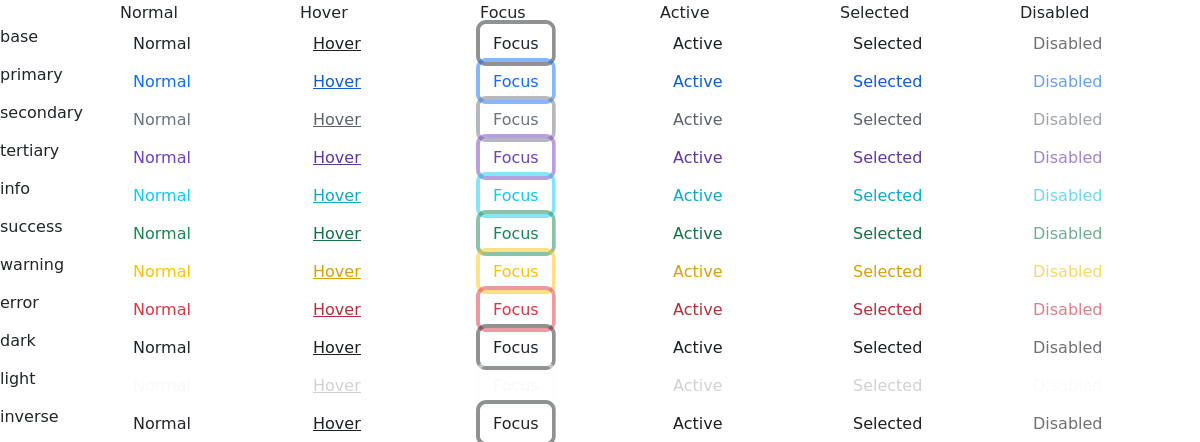 Normal Hover Focus Active Selected Disabled
base Normal Hover Focus Active Selected Disabled
primary Normal Hover Focus Active Selected Disabled
secondary Normal Hover Focus Active Selected Disabled
tertiary Normal Hover Focus Active Selected Disabled
info Normal Hover Focus Active Selected Disabled
success Normal Hover Focus Active Selected Disabled
warning Normal Hover Focus Active Selected Disabled
error Normal Hover Focus Active Selected Disabled
dark Normal Hover Focus Active Selected Disabled
light Normal Hover Focus Active Selected Disabled
inverse Normal Hover Focus Active Selected Disabled